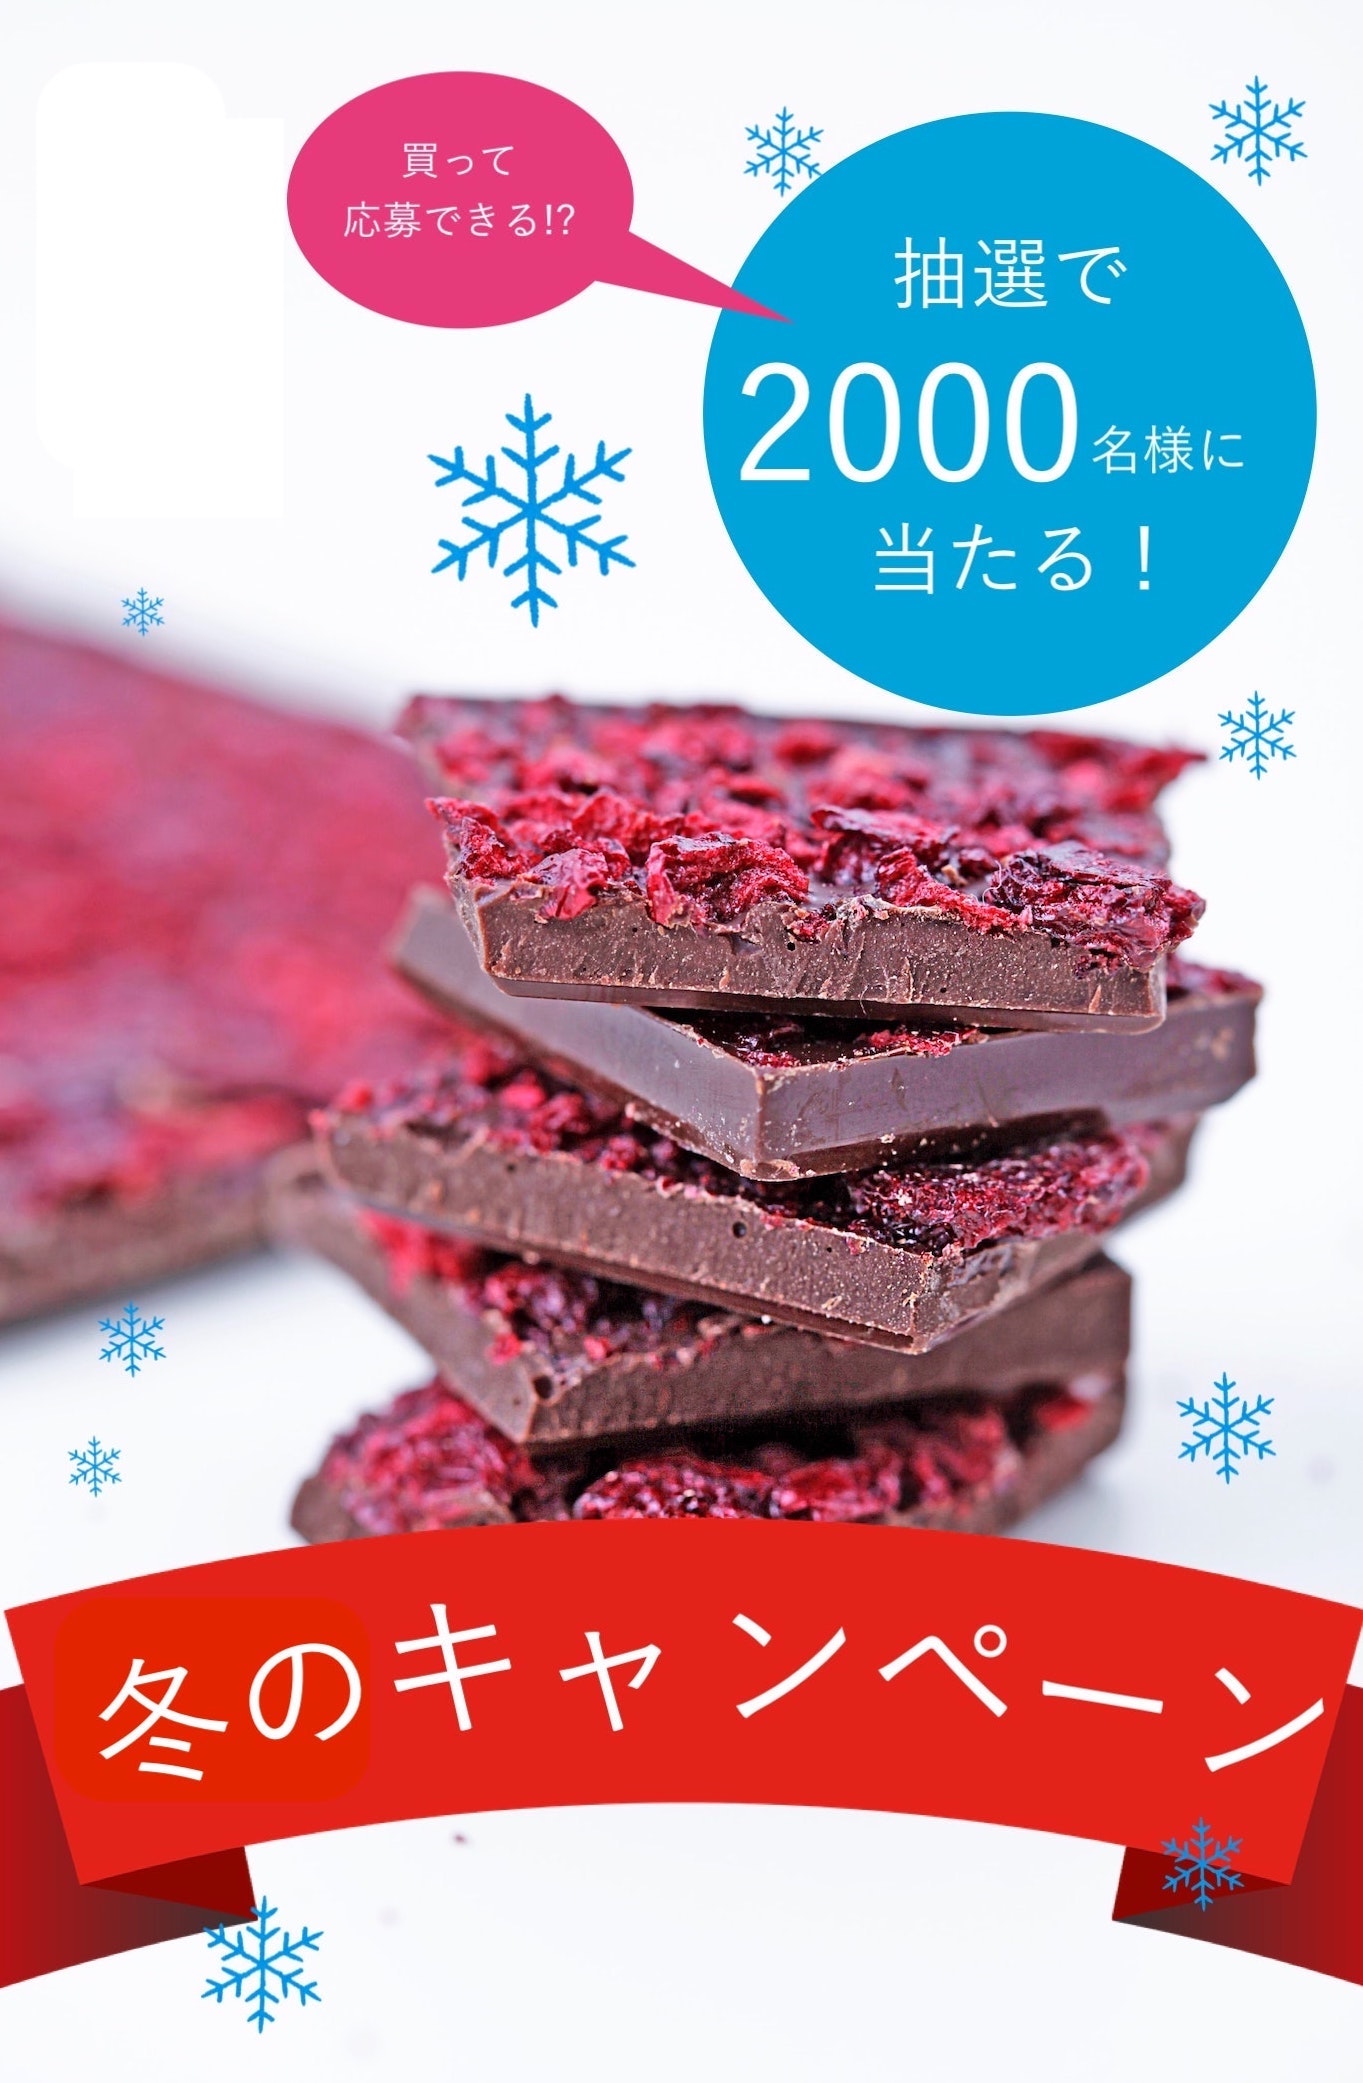 買って
応募できる!?
抽選で
2000名様に
当たる！
冬のキャンペーン